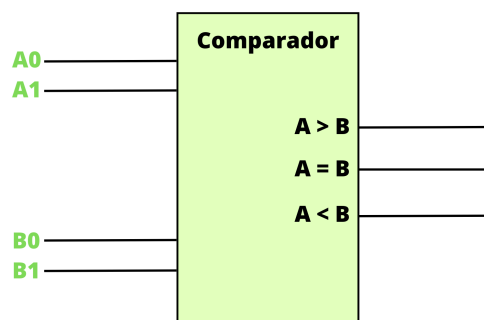 Comparador
A0
A1
A > B
A = B
A < B
B0
B1